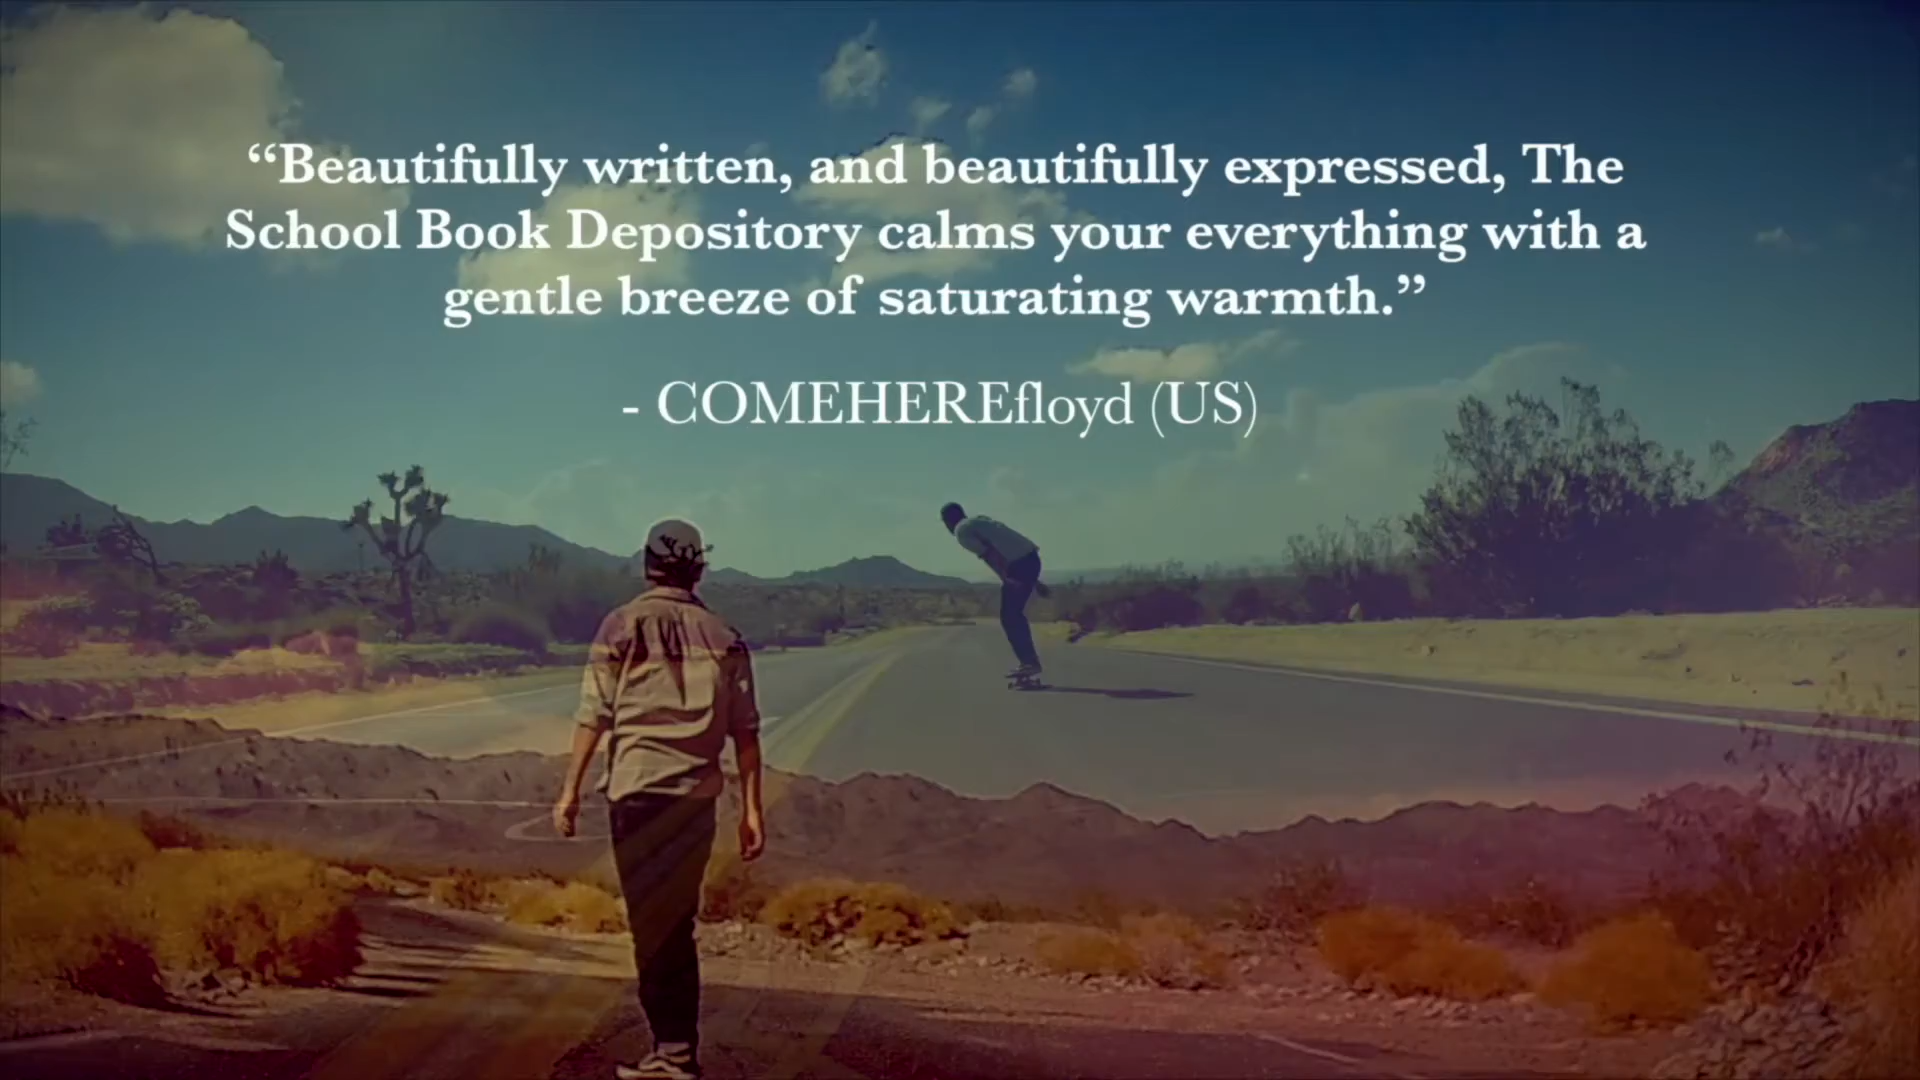 “Beautifully written, and beautifully expressed, The
School Book Depository calms your everything with a
gentle breeze of saturating warmth.”
- COMEHEREfloyd (US)